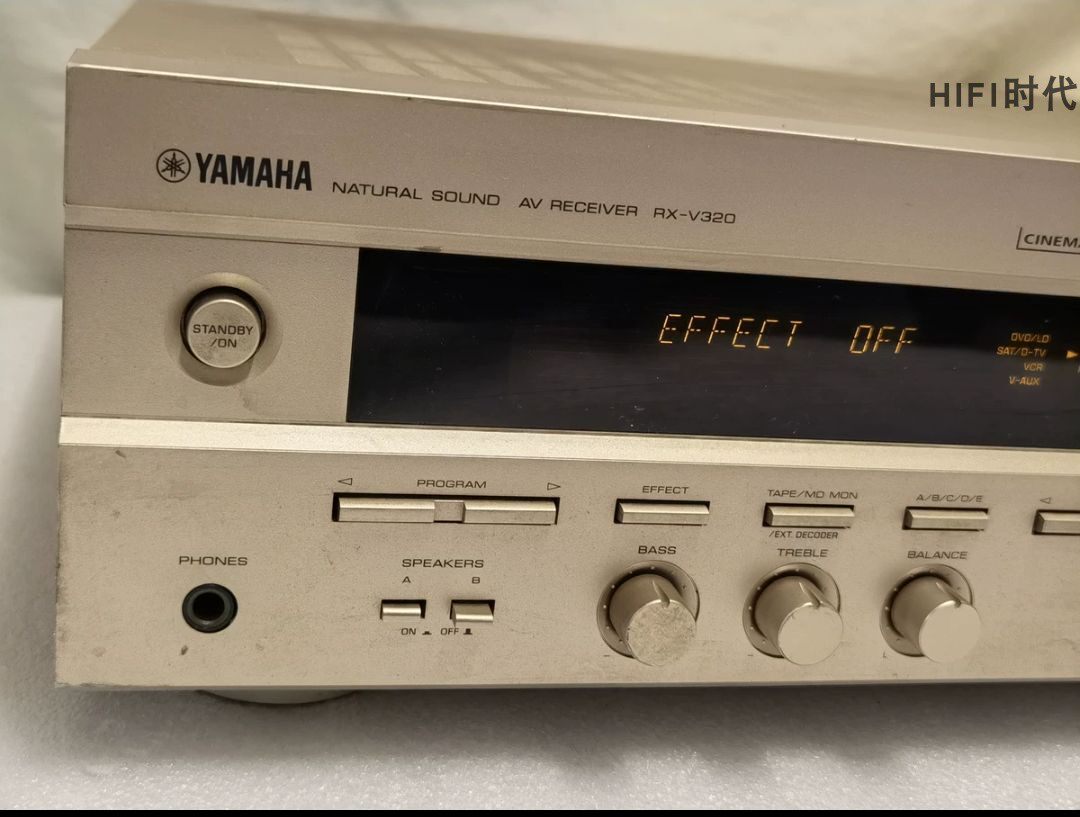 HIFI时代
YAMAHA NATURAL SOUND AV RECEIVER RX-V320
CINEMA
STANDBY
/ON
EFFECT OFF
DVD/LD
SAT/D-TV
VCR
V-AUX
PROGRAM
EFFECT
TAPE/MD MON
/EXT. DECODER
A/B/C/D/E
PHONES
SPEAKERS
A B
ON OFF
BASS
TREBLE
BALANCE
L